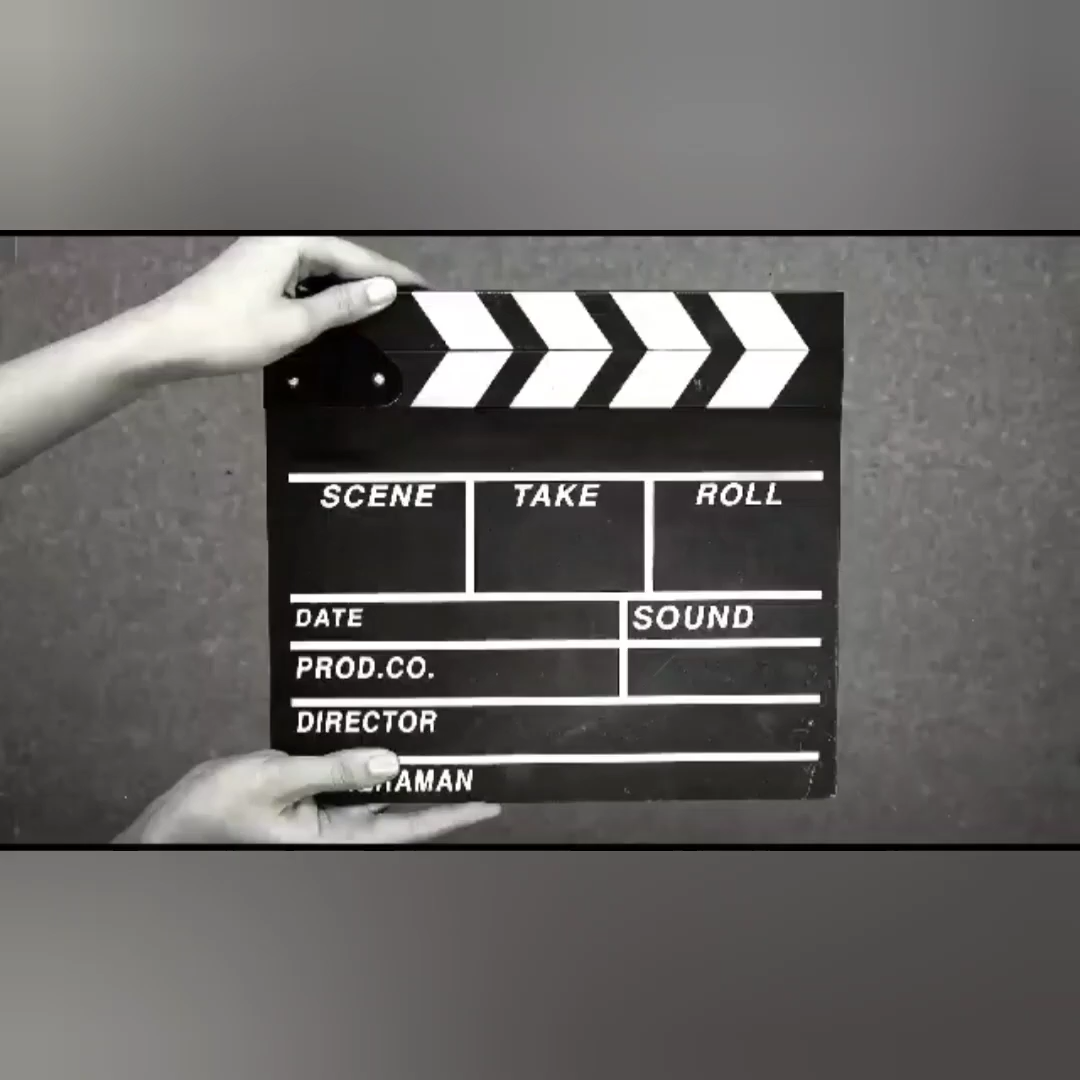 SCENE TAKE ROLL
DATE SOUND
PROD.CO.
DIRECTOR